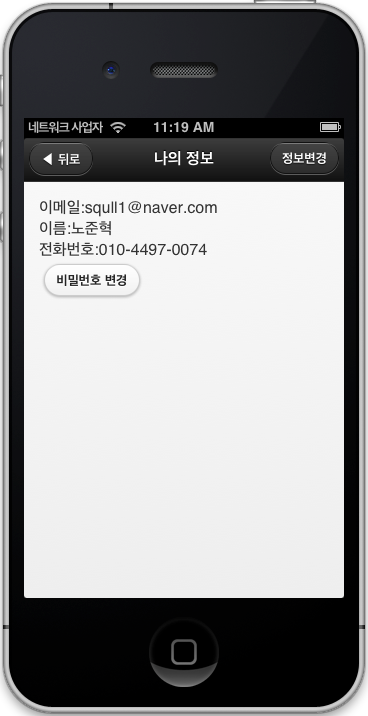 네트워크 사업자 11:19 AM
뒤로 나의 정보 정보변경
이메일:squll1@naver.com
이름:노준혁
전화번호:010-4497-0074
비밀번호 변경